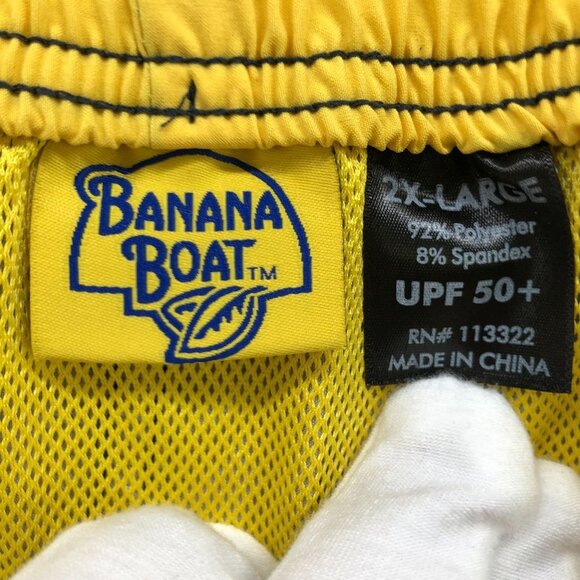 BANANA
BOAT™
2X-LARGE
92% Polyester
8% Spandex
UPF 50+
RN# 113322
MADE IN CHINA